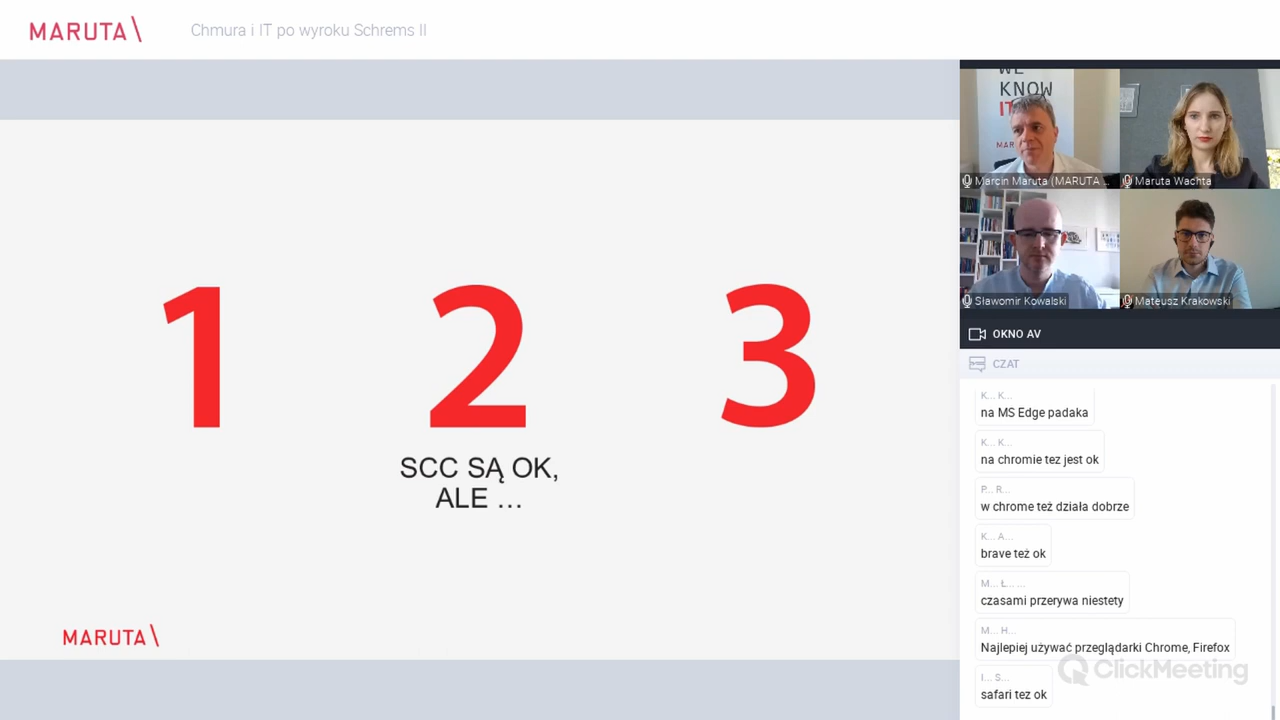 MARUTA\
Chmura i IT po wyroku Schrems II
1 2 3
SCC SĄ OK,
ALE ...
MARUTA\
WE
KNOW
IT
MAR
Marcin Maruta (MARUTA ...
Maruta Wachta
Sławomir Kowalski
Mateusz Krakowski
OKNO AV
CZAT
K... K...
na MS Edge padaka
K... K...
na chromie tez jest ok
P... R...
w chrome też działa dobrze
K... A...
brave też ok
M... Ł... ...
czasami przerywa niestety
M... H...
Najlepiej używać przeglądarki Chrome, Firefox
I... S...
safari tez ok
ClickMeeting